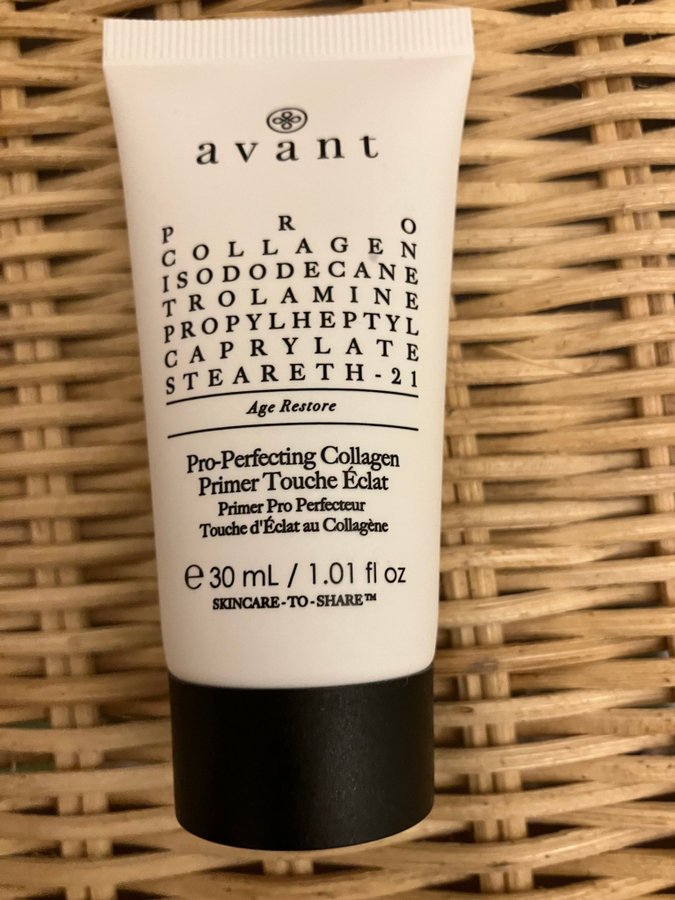 avant
PRO
COLLAGEN
ISODODECANE
TROLAMINE
PROPYLHEPTYL
CAPRYLATE
STEARETH-21
Age Restore
Pro-Perfecting Collagen
Primer Touche Éclat
Primer Pro Perfecteur
Touche d'Éclat au Collagène
℮ 30 mL / 1.01 fl oz
SKINCARE-TO-SHARE™